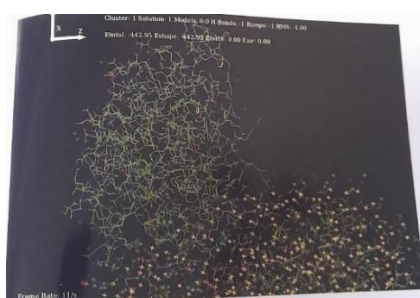 Cluster: 1 Solution: 1 Models: 0:0 H Bonds: -1 Bumps: -1 RMS: -1.00
X
Z
Etotal: -442.95 Eshape: -442.95 Eforce: 0.00 Eair: 0.00
Frame Rate: 11/s